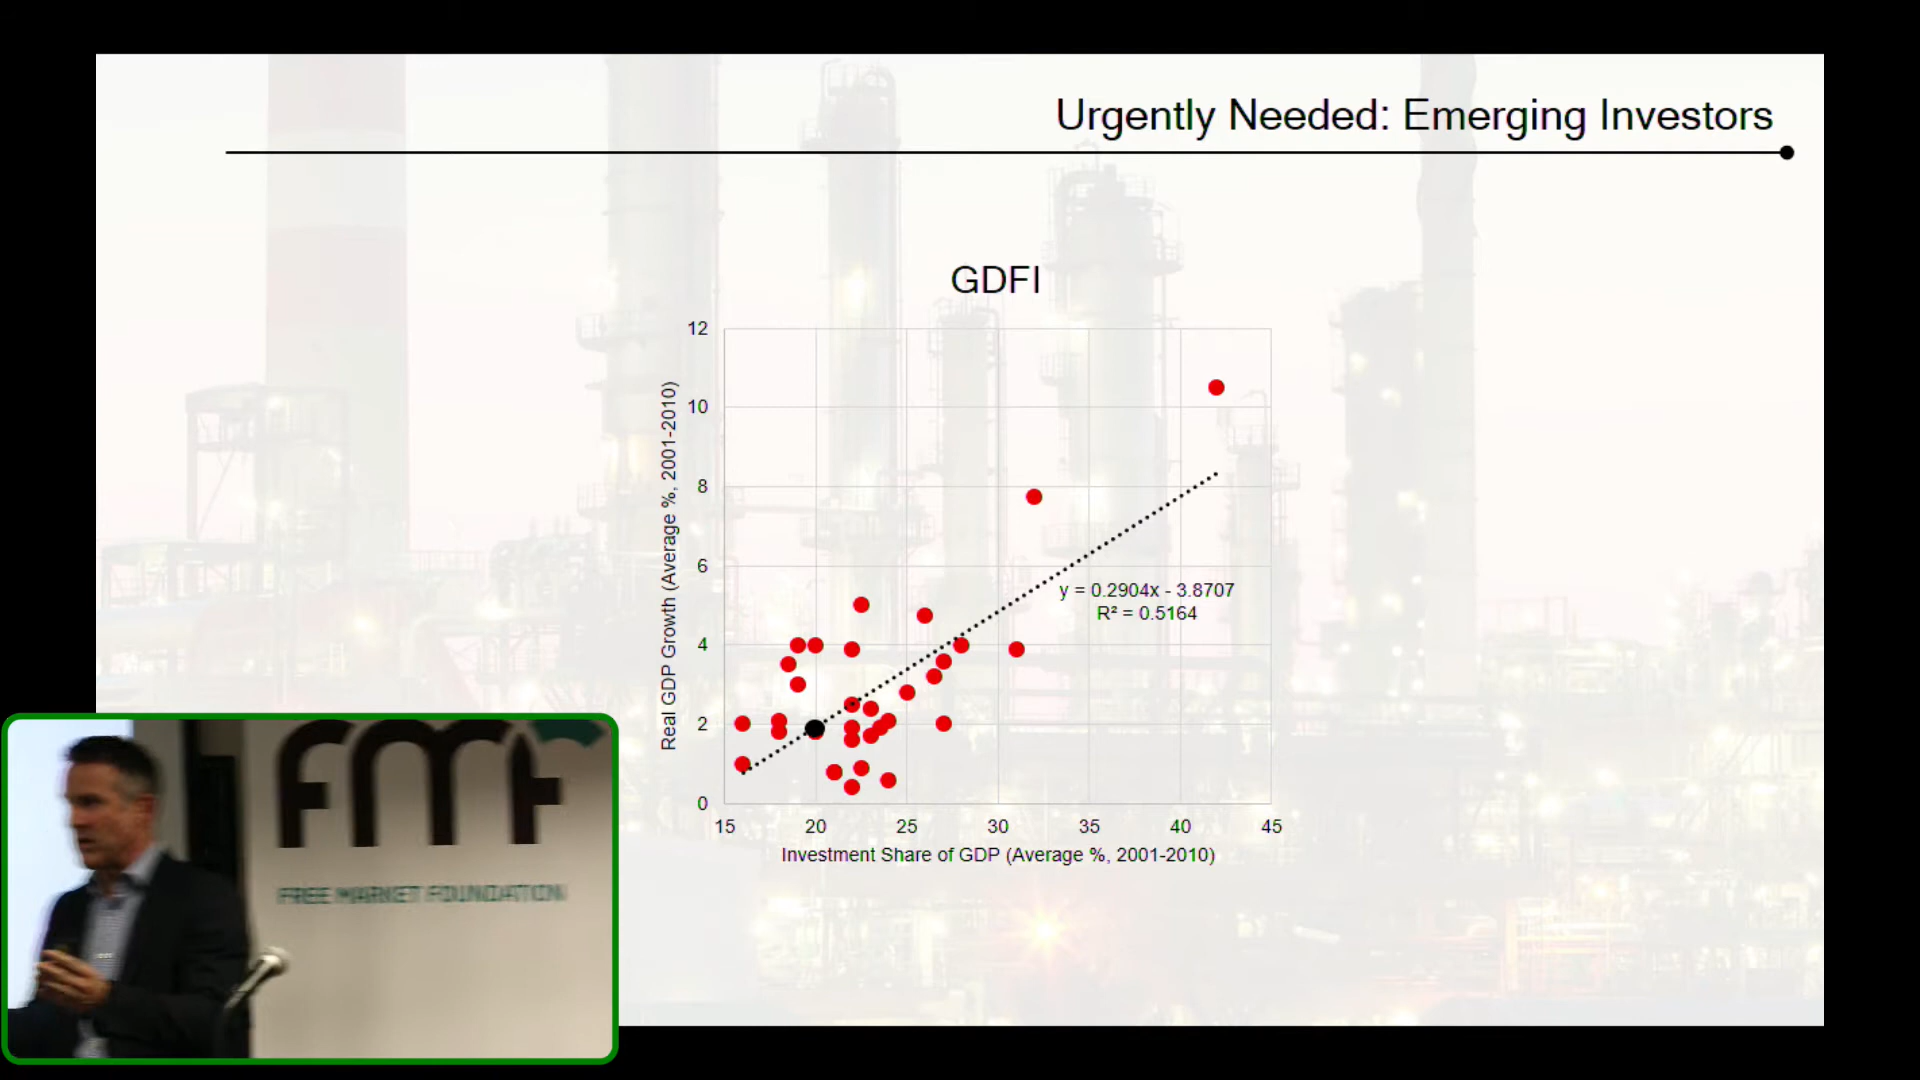 Urgently Needed: Emerging Investors
GDFI
12
10
8
6
4
2
0
Real GDP Growth (Average %, 2001-2010)
y = 0.2904x - 3.8707
R² = 0.5164
15 20 25 30 35 40 45
Investment Share of GDP (Average %, 2001-2010)
fmf
FREE MARKET FOUNDATION